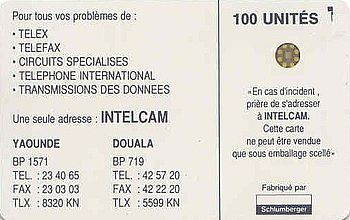 Pour tous vos problèmes de :
• TELEX
• TELEFAX
• CIRCUITS SPECIALISES
• TELEPHONE INTERNATIONAL
• TRANSMISSIONS DES DONNEES
Une seule adresse : INTELCAM
YAOUNDE
BP 1571
TEL. : 23 40 65
FAX : 23 03 03
TLX : 8320 KN
DOUALA
BP 719
TEL. : 42 57 20
FAX : 42 22 20
TLX : 5599 KN
100 UNITÉS
«En cas d'incident,
prière de s'adresser
à INTELCAM.
Cette carte
ne peut être vendue
que sous emballage scellé»
Fabriqué par
Schlumberger